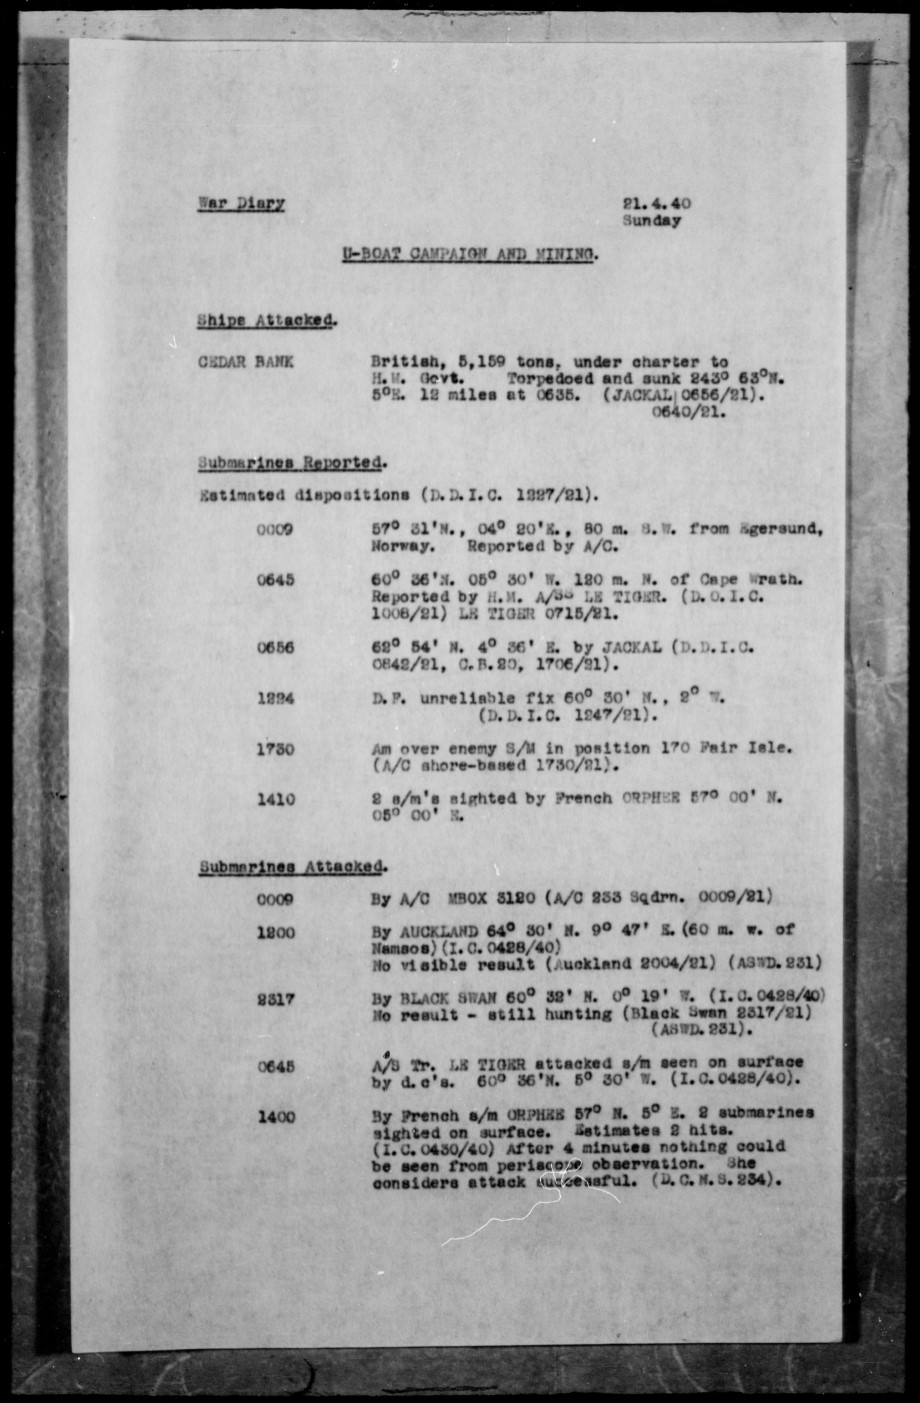 War Diary 21.4.40
Sunday
U-BOAT CAMPAIGN AND MINING.
Ships Attacked.
CEDAR BANK British, 5,159 tons, under charter to
H.M. Govt. Torpedoed and sunk 243° 63°N.
5°E. 12 miles at 0635. (JACKAL 0656/21).
0640/21.
Submarines Reported.
Estimated dispositions (D.D.I.C. 1227/21).
0009 57° 31'N., 04° 20'E., 80 m. S.W. from Egersund,
Norway. Reported by A/C.
0645 60° 36'N. 05° 30' W. 120 m. N. of Cape Wrath.
Reported by H.M. LE TIGER. (D.O.I.C.
1006/21) LE TIGER 0715/21.
0656 62° 54' N. 4° 36' E. by JACKAL (D.D.I.C.
0842/21, C.B.20, 1706/21).
1224 D.F. unreliable fix 60° 30' N., 2° W.
(D.D.I.C. 1247/21).
1730 Am over enemy S/M in position 170 Fair Isle.
(A/C shore-based 1730/21).
1410 2 s/m's sighted by French ORPHEE 57° 00' N.
05° 00' E.
Submarines Attacked.
0009 By A/C MBOX 3120 (A/C 233 Sqdrn. 0009/21)
1200 By AUCKLAND 64° 30' N. 9° 47' E. (60 m. w. of
Namsos) (I.C.0428/40)
No visible result (Auckland 2004/21) (ASWD.231)
2317 By BLACK SWAN 60° 32' N. 0° 19' W. (I.C.0428/40)
No result - still hunting (Black Swan 2317/21)
(ASWD.231).
0645 A/S Tr. LE TIGER attacked s/m seen on surface
by d.c's. 60° 36'N. 5° 30' W. (I.C.0428/40).
1400 By French s/m ORPHEE 57° N. 5° E. 2 submarines
sighted on surface. Estimates 2 hits.
(I.C.0430/40) After 4 minutes nothing could
be seen from periscope observation. She
considers attack successful. (D.C.N.S.234).